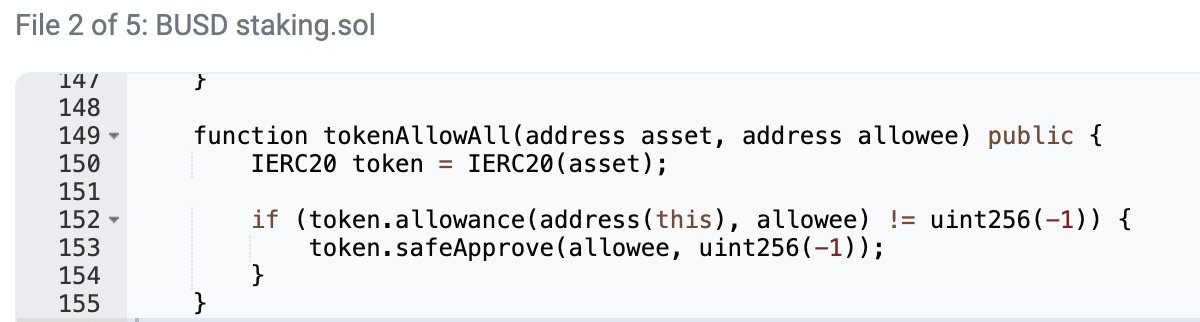 File 2 of 5: BUSD staking.sol
147 }
148
149 function tokenAllowAll(address asset, address allowee) public {
150 IERC20 token = IERC20(asset);
151
152 if (token.allowance(address(this), allowee) != uint256(-1)) {
153 token.safeApprove(allowee, uint256(-1));
154 }
155 }